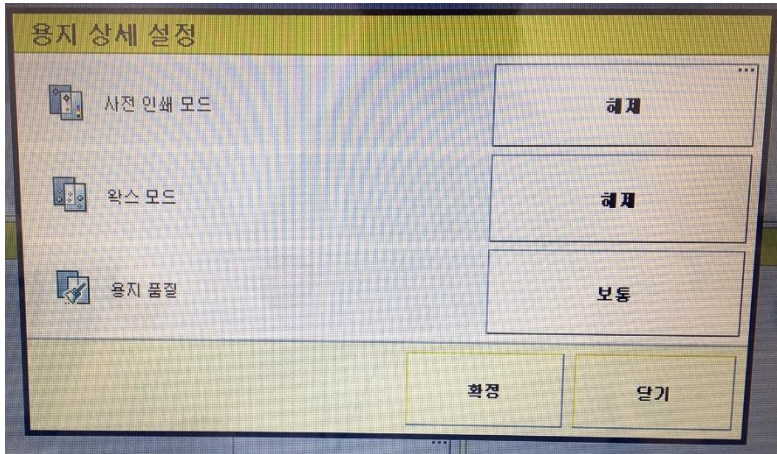 용지 상세 설정
사전 인쇄 모드
해제
왁스 모드
해제
용지 품질
보통
확정
닫기